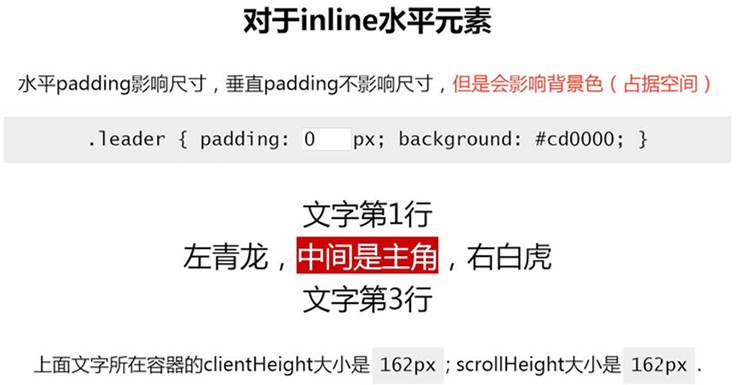 对于inline水平元素
水平padding影响尺寸，垂直padding不影响尺寸，但是会影响背景色（占据空间）
.leader { padding: 0 px; background: #cd0000; }
文字第1行
左青龙，中间是主角，右白虎
文字第3行
上面文字所在容器的clientHeight大小是 162px ; scrollHeight大小是 162px .